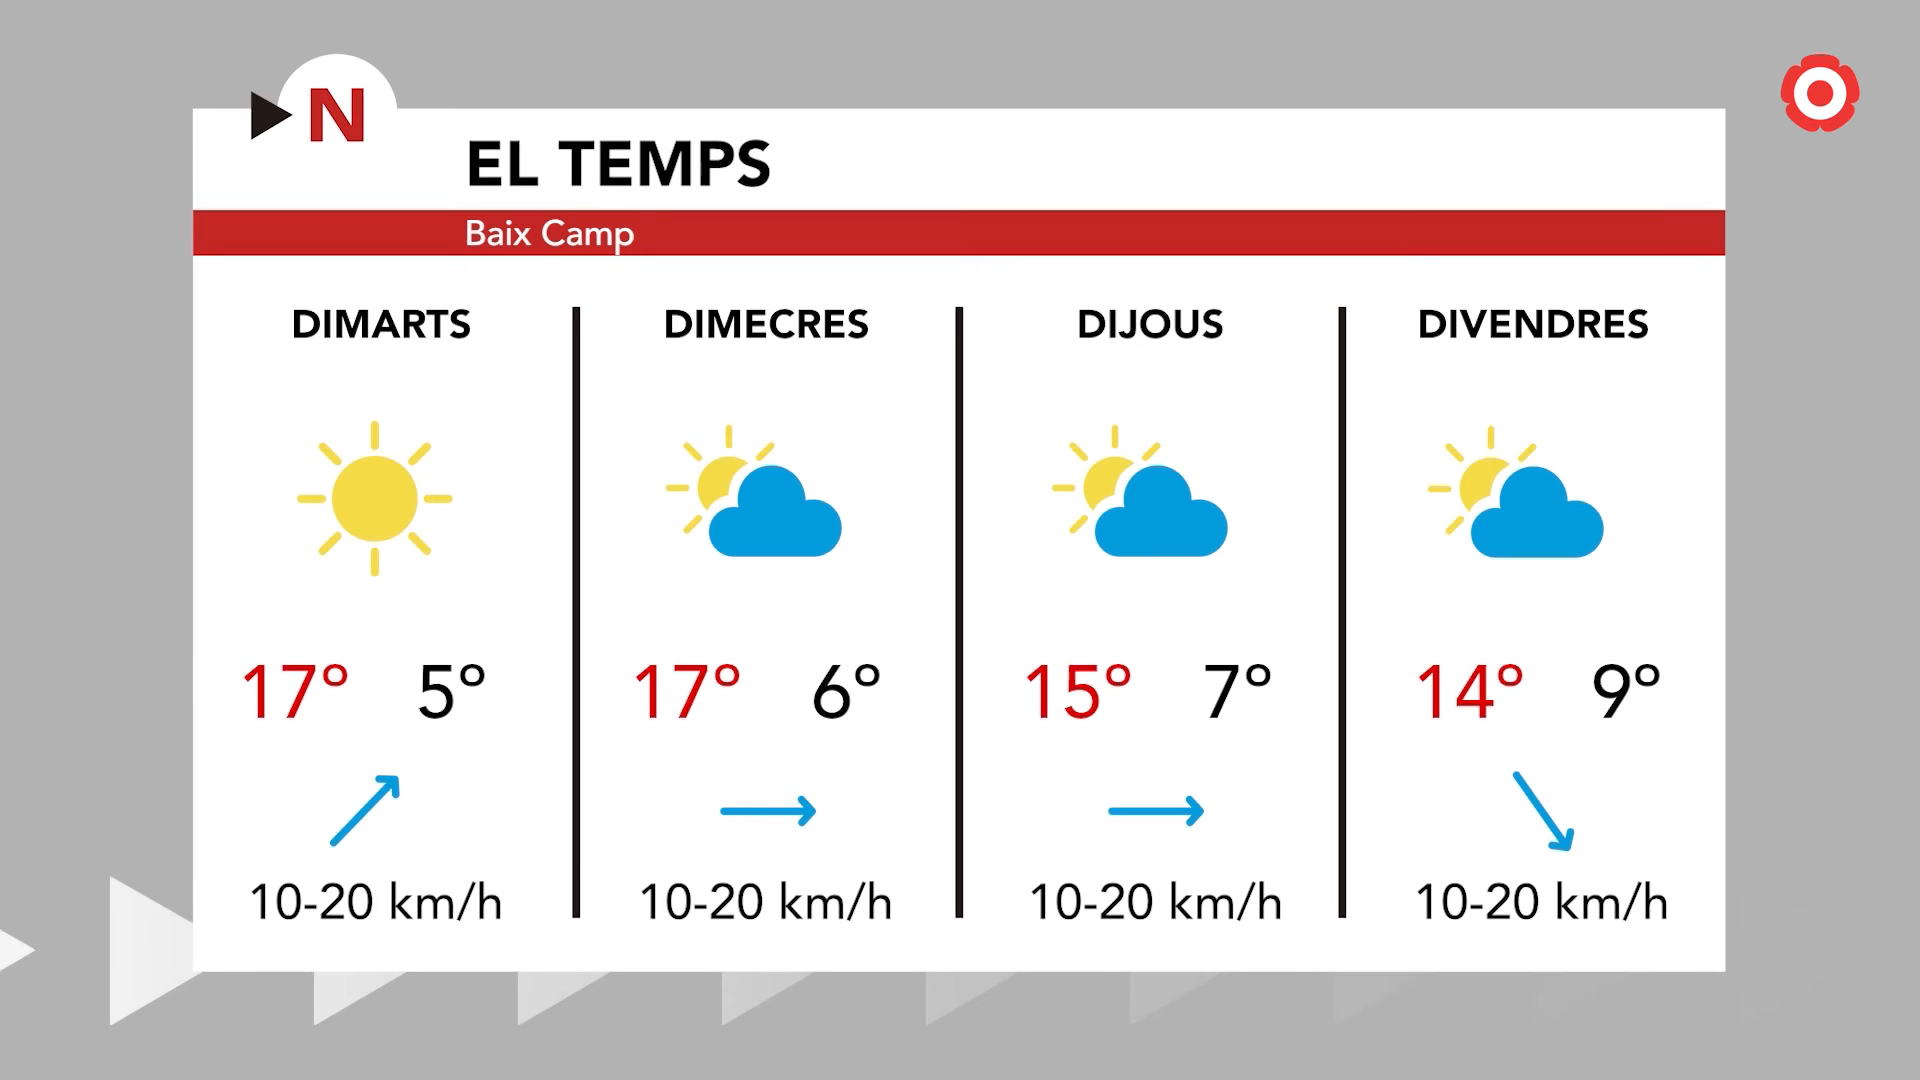 N
EL TEMPS
Baix Camp
DIMARTS
DIMECRES
DIJOUS
DIVENDRES
17° 5°
17° 6°
15° 7°
14° 9°
10-20 km/h
10-20 km/h
10-20 km/h
10-20 km/h